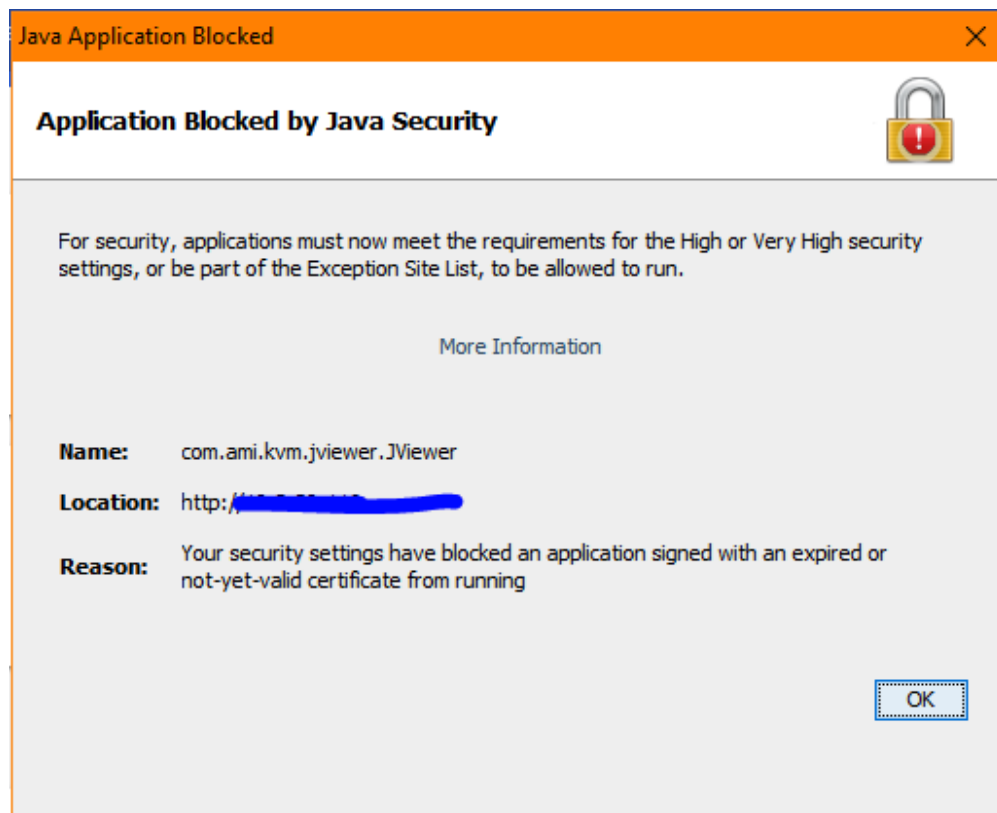 Java Application Blocked
Application Blocked by Java Security
For security, applications must now meet the requirements for the High or Very High security
settings, or be part of the Exception Site List, to be allowed to run.
More Information
Name: com.ami.kvm.jviewer.JViewer
Location: http://
Reason: Your security settings have blocked an application signed with an expired or
not-yet-valid certificate from running
OK